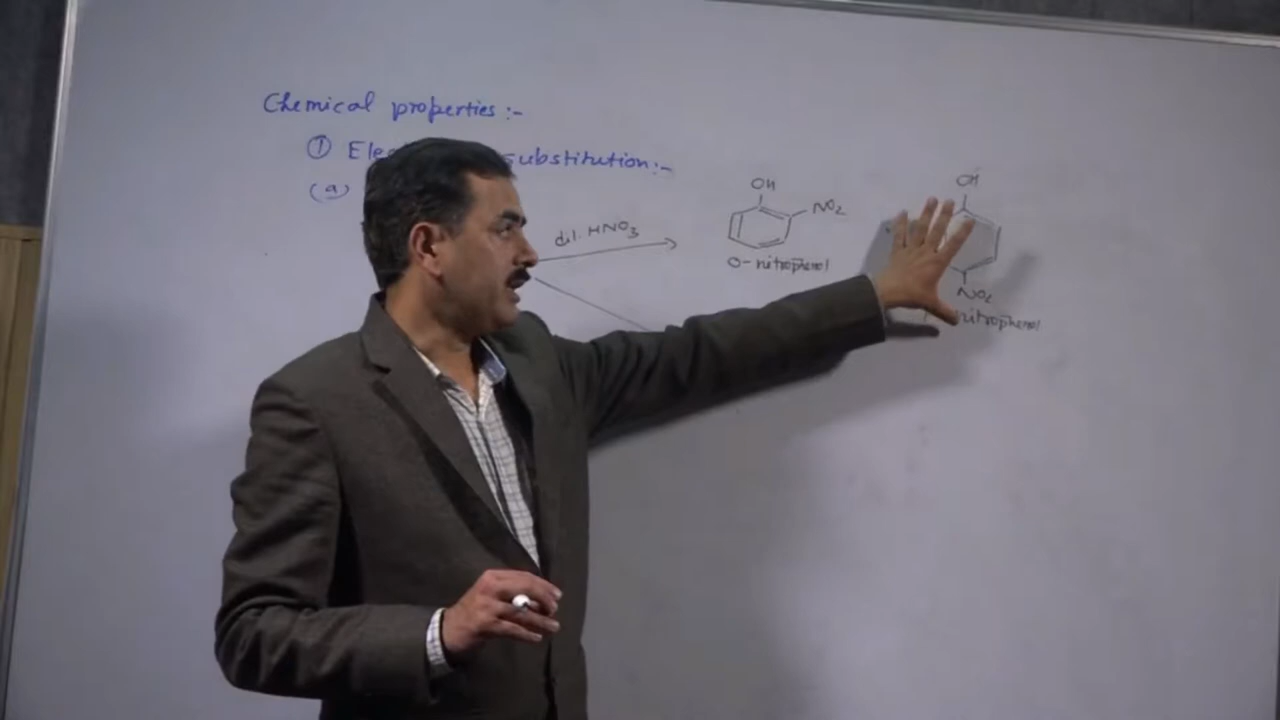 Chemical properties:-
① Ele substitution:-
(a)
dil. HNO3
OH
NO2
O-nitrophenol
OH
NO2
nitrophenol